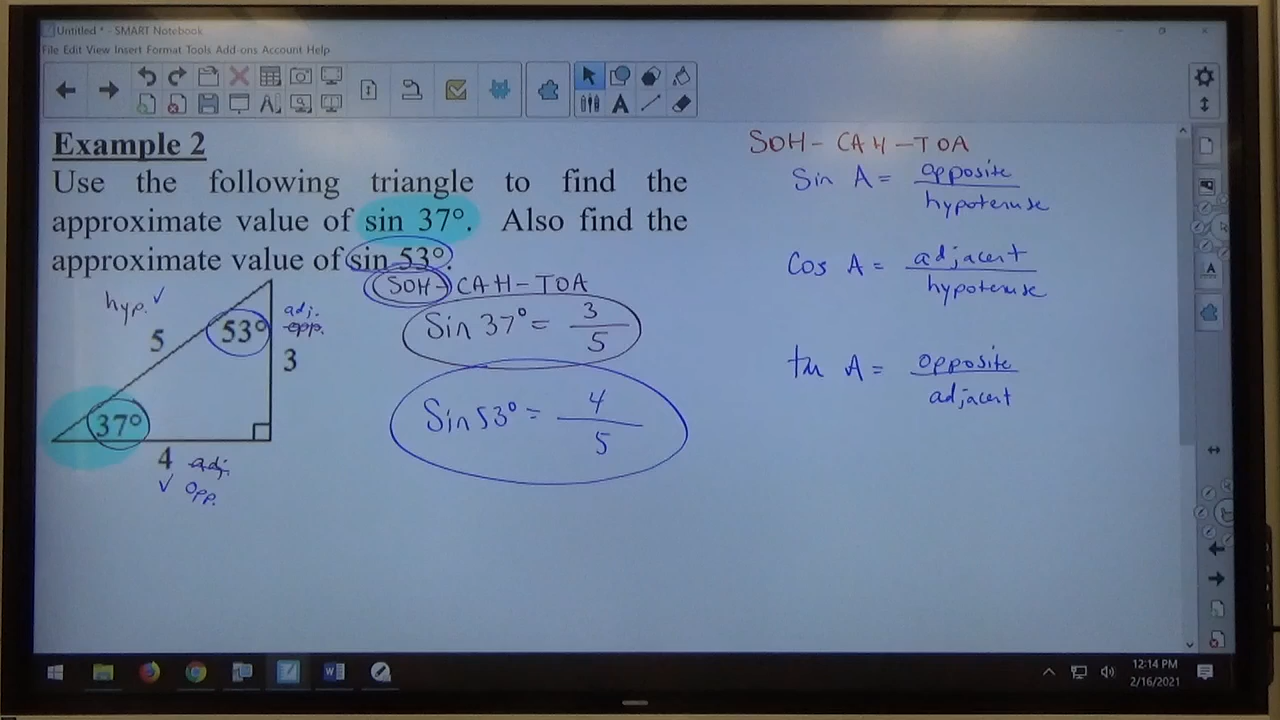 Untitled * - SMART Notebook
File Edit View Insert Format Tools Add-ons Account Help
Example 2
Use the following triangle to find the
approximate value of sin 37°. Also find the
approximate value of sin 53°.
SOH - CAH - TOA
hyp. ✓
5
53°
adj.
opp.
3
37°
4 adj.
✓ opp.
Sin 37° = 3/5
Sin 53° = 4/5
SOH - CAH - TOA
Sin A = opposite
hypotenuse
Cos A = adjacent
hypotenuse
tan A = opposite
adjacent
12:14 PM
2/16/2021